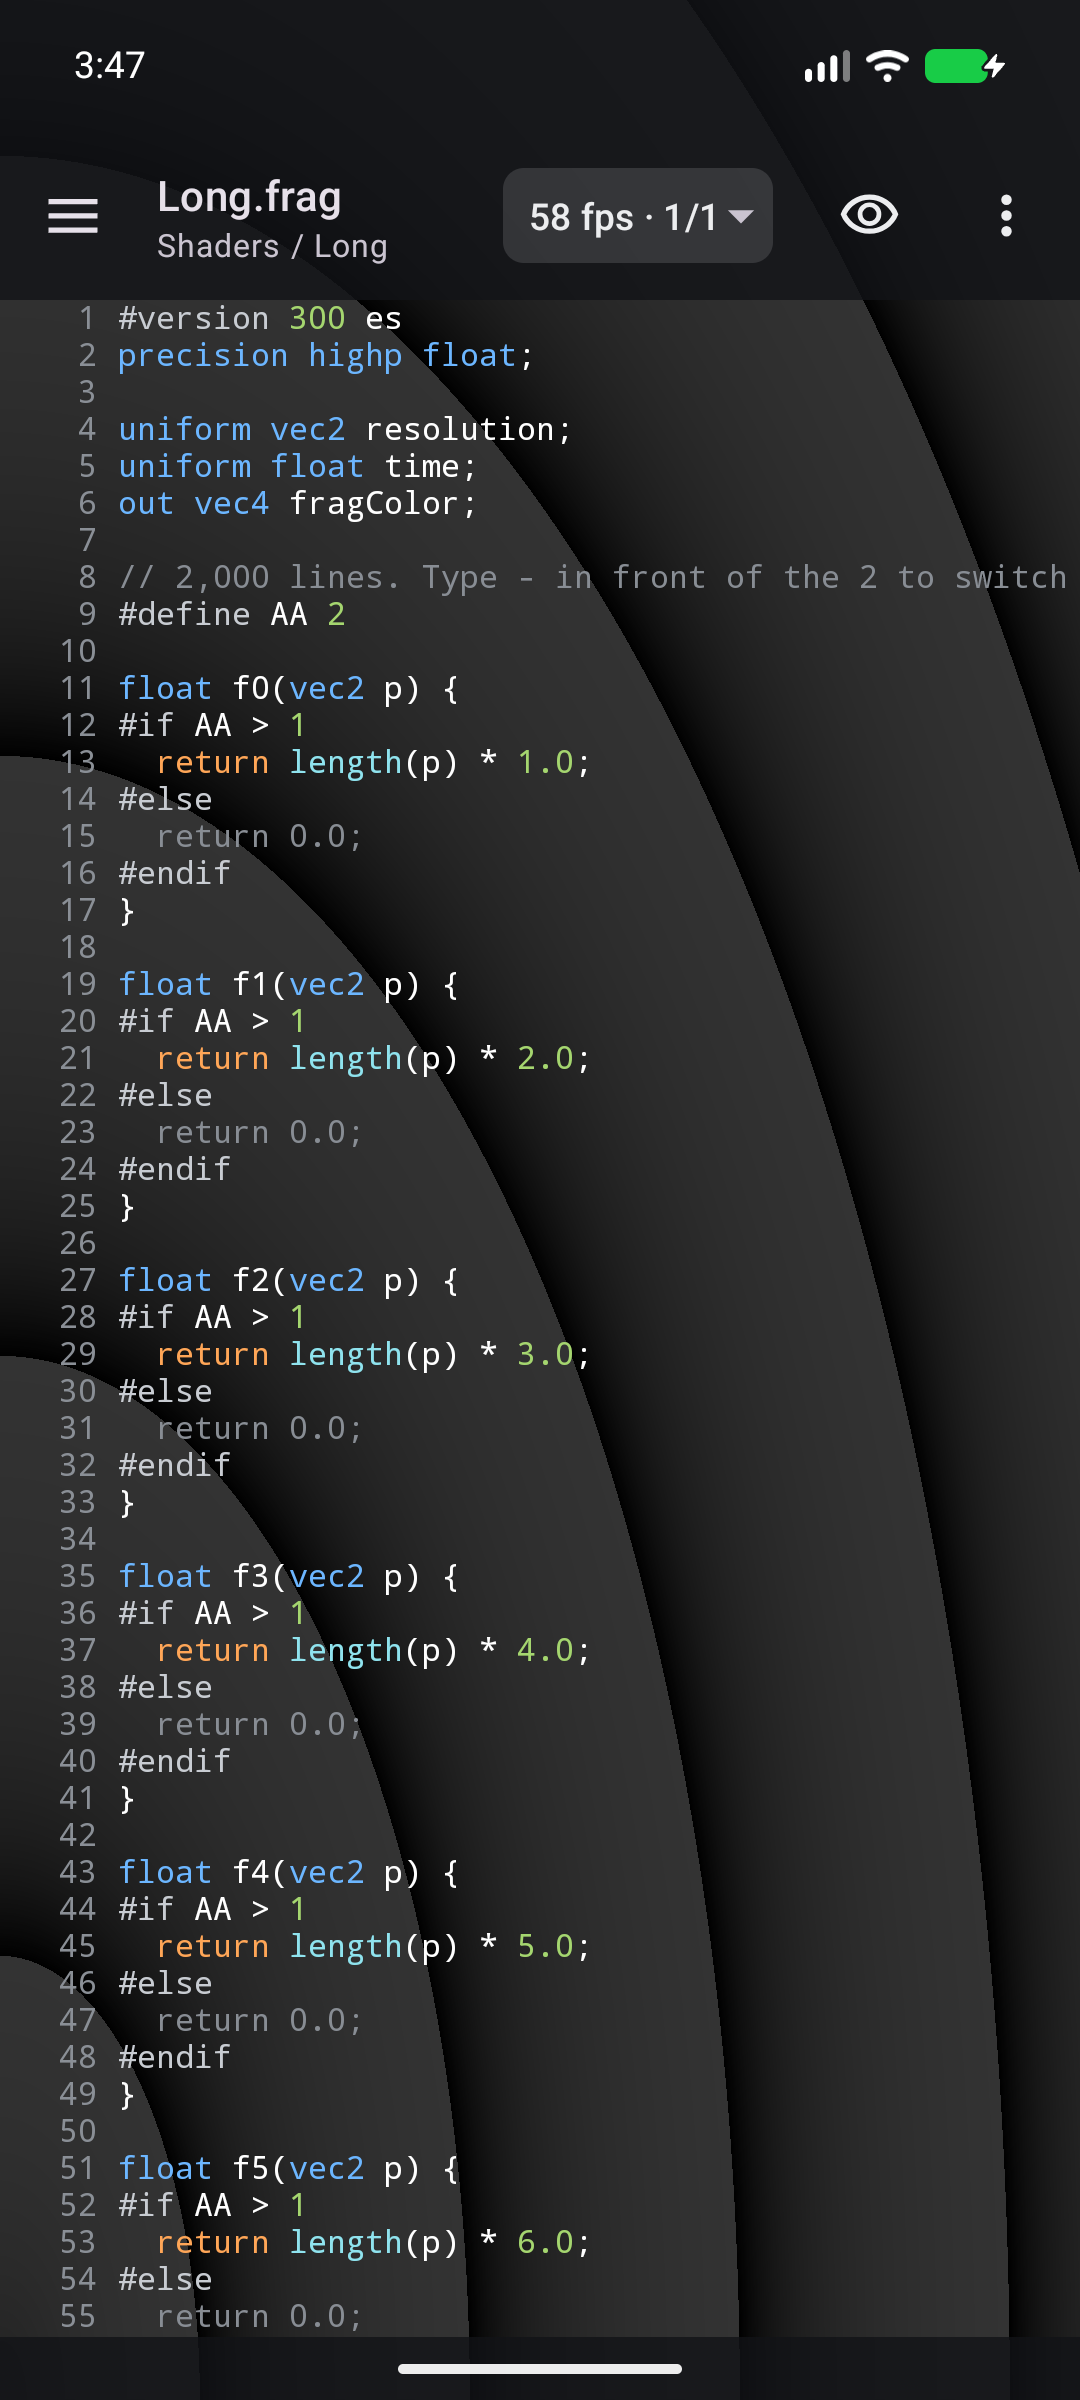 3:47
Long.frag
Shaders / Long
58 fps · 1/1
1 #version 300 es
2 precision highp float;
3
4 uniform vec2 resolution;
5 uniform float time;
6 out vec4 fragColor;
7
8 // 2,000 lines. Type - in front of the 2 to switch
9 #define AA 2
10
11 float f0(vec2 p) {
12 #if AA > 1
13   return length(p) * 1.0;
14 #else
15   return 0.0;
16 #endif
17 }
18
19 float f1(vec2 p) {
20 #if AA > 1
21   return length(p) * 2.0;
22 #else
23   return 0.0;
24 #endif
25 }
26
27 float f2(vec2 p) {
28 #if AA > 1
29   return length(p) * 3.0;
30 #else
31   return 0.0;
32 #endif
33 }
34
35 float f3(vec2 p) {
36 #if AA > 1
37   return length(p) * 4.0;
38 #else
39   return 0.0;
40 #endif
41 }
42
43 float f4(vec2 p) {
44 #if AA > 1
45   return length(p) * 5.0;
46 #else
47   return 0.0;
48 #endif
49 }
50
51 float f5(vec2 p) {
52 #if AA > 1
53   return length(p) * 6.0;
54 #else
55   return 0.0;